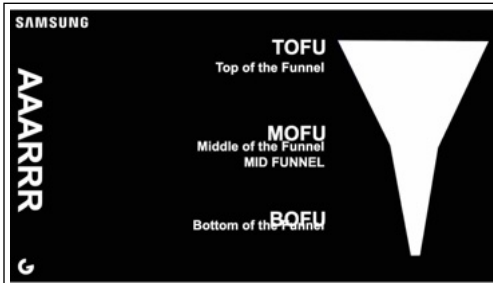 SAMSUNG
AAARRR
TOFU
Top of the Funnel
MOFU
Middle of the Funnel
MID FUNNEL
BOFU
Bottom of the Funnel